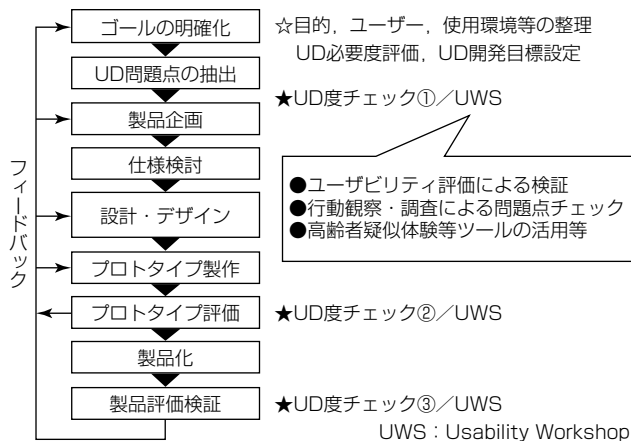 ゴールの明確化
☆目的，ユーザー，使用環境等の整理
UD必要度評価，UD開発目標設定
UD問題点の抽出
★UD度チェック①／UWS
製品企画
仕様検討
●ユーザビリティ評価による検証
●行動観察・調査による問題点チェック
●高齢者疑似体験等ツールの活用等
設計・デザイン
フィードバック
プロトタイプ製作
プロトタイプ評価
★UD度チェック②／UWS
製品化
製品評価検証
★UD度チェック③／UWS
UWS：Usability Workshop